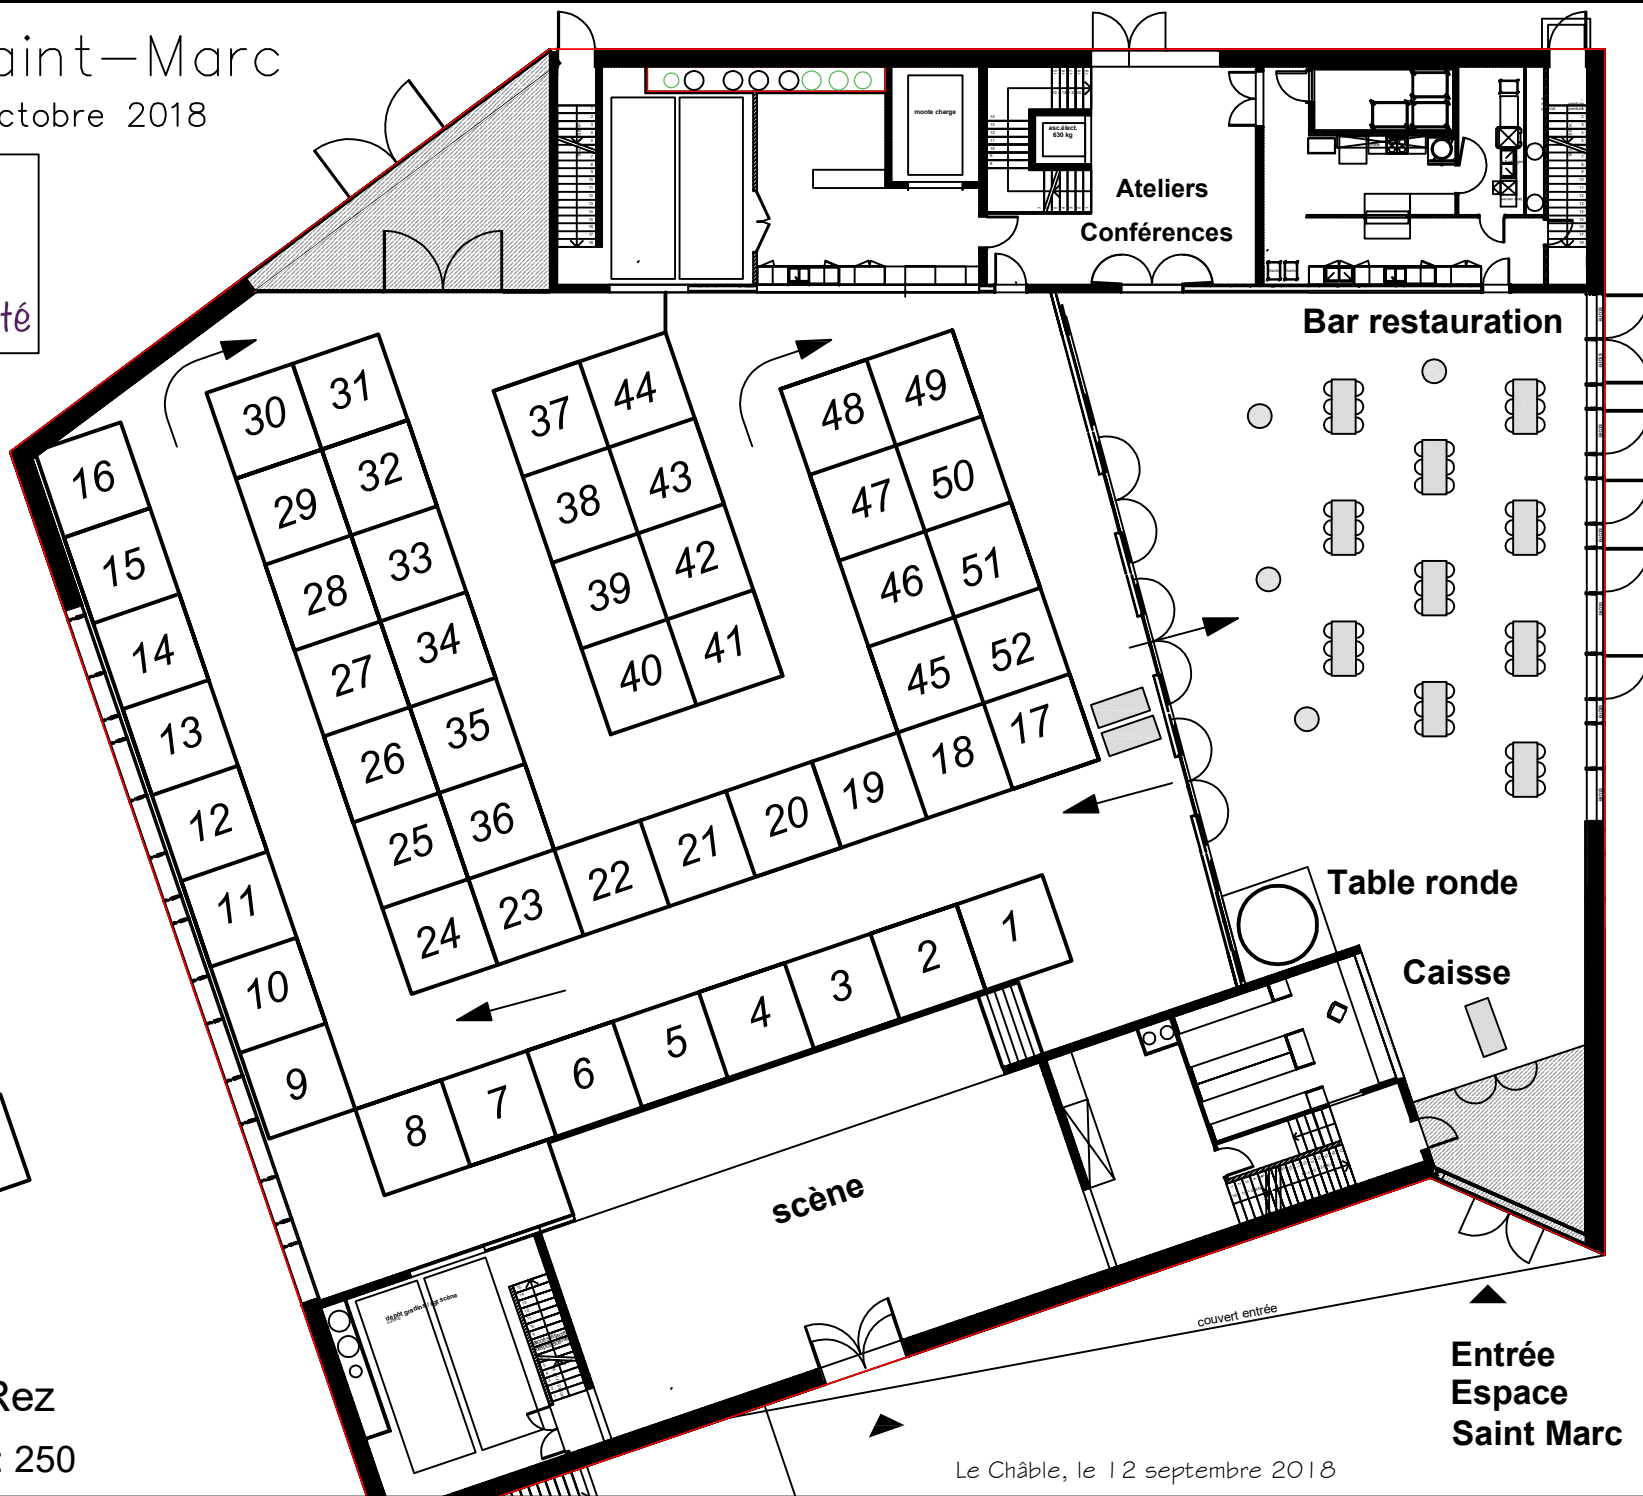 aint-Marc
ctobre 2018
té
monte charge
asc.élect.
630 kg
Ateliers
Conférences
Bar restauration
30 31
29 32
28 33
27 34
26 35
25 36
24 23 22 21 20 19 18 17
37 44
38 43
39 42
40 41
48 49
47 50
46 51
45 52
16
15
14
13
12
11
10
9
8 7 6 5 4 3 2 1
Table ronde
Caisse
scène
couvert entrée
Entrée
Espace
Saint Marc
Rez
: 250
Le Châble, le 12 septembre 2018